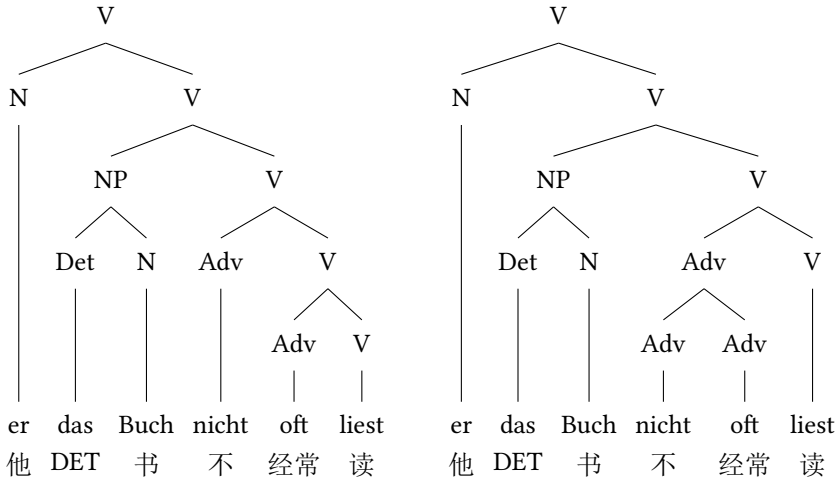 V V
N V N V
NP V NP V
Det N Adv V Det N Adv V
Adv V Adv Adv
er das Buch nicht oft liest er das Buch nicht oft liest
他 DET 书 不 经常 读 他 DET 书 不 经常 读